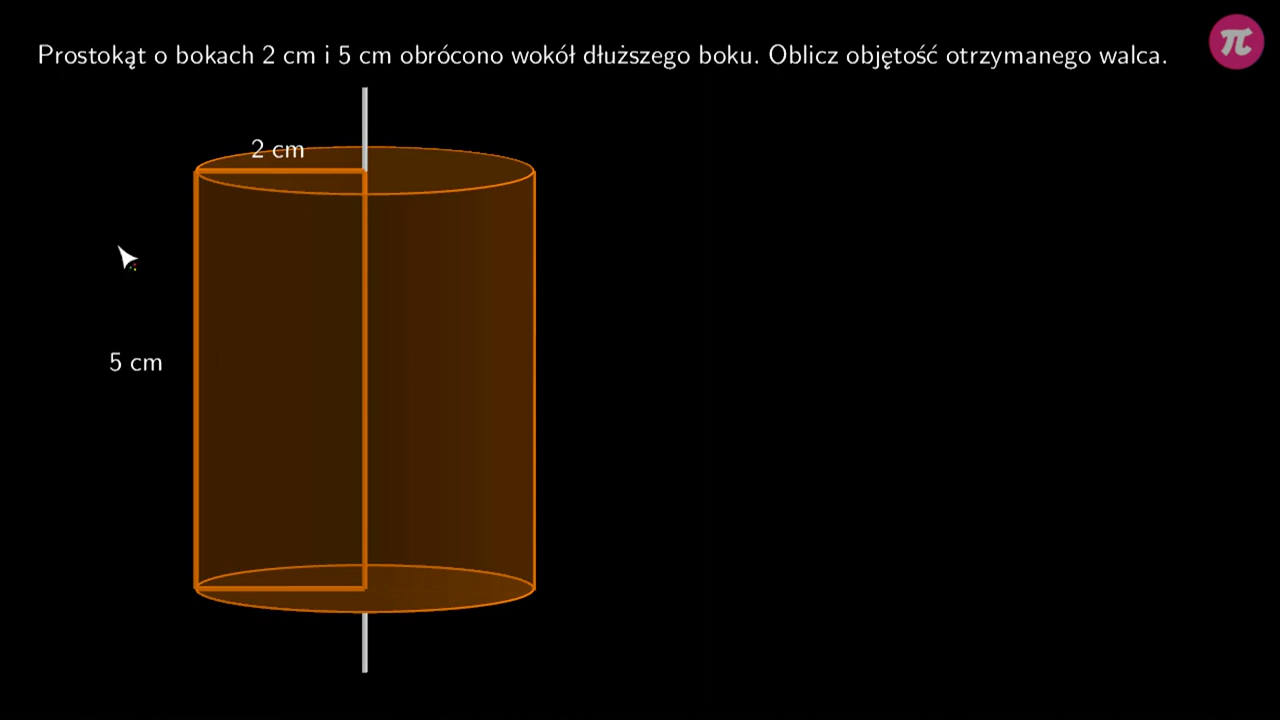 Prostokąt o bokach 2 cm i 5 cm obrócono wokół dłuższego boku. Oblicz objętość otrzymanego walca.
π
2 cm
5 cm